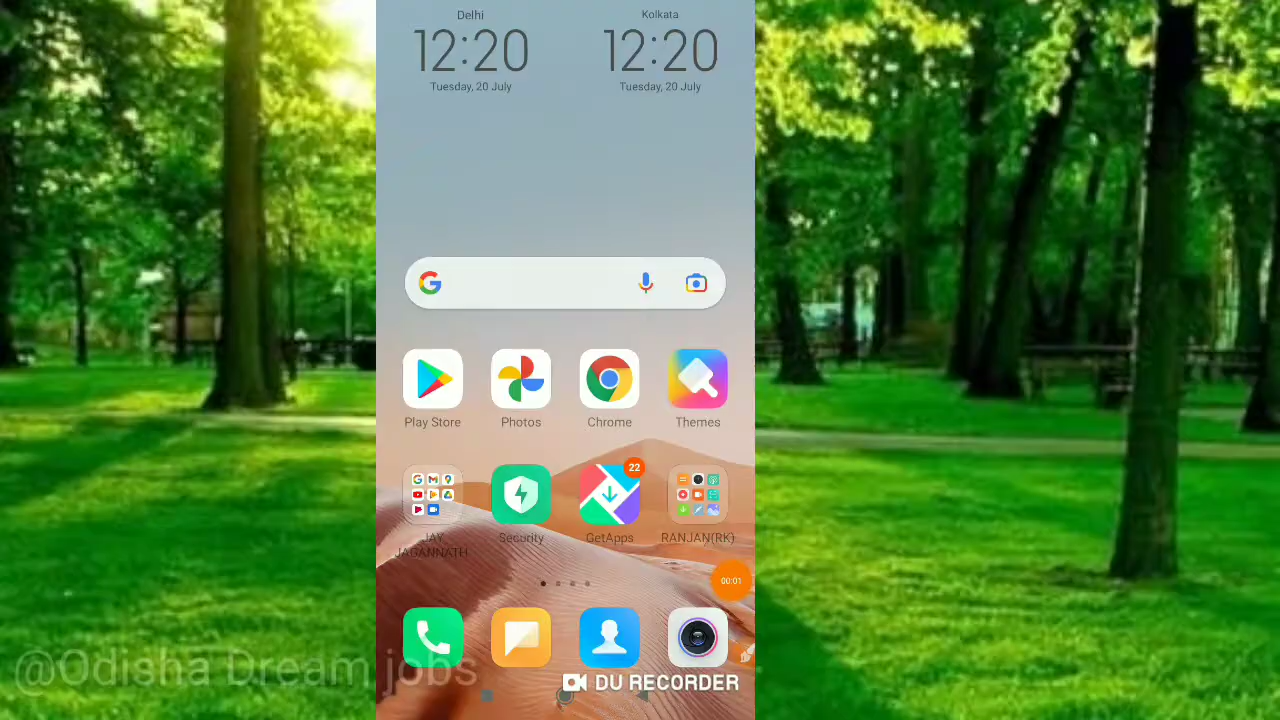 Delhi
Kolkata
12:20
12:20
Tuesday, 20 July
Tuesday, 20 July
Play Store
Photos
Chrome
Themes
22
JAY
JAGANNATH
Security
GetApps
RANJAN(RK)
00:01
@Odisha Dream jobs
DU RECORDER